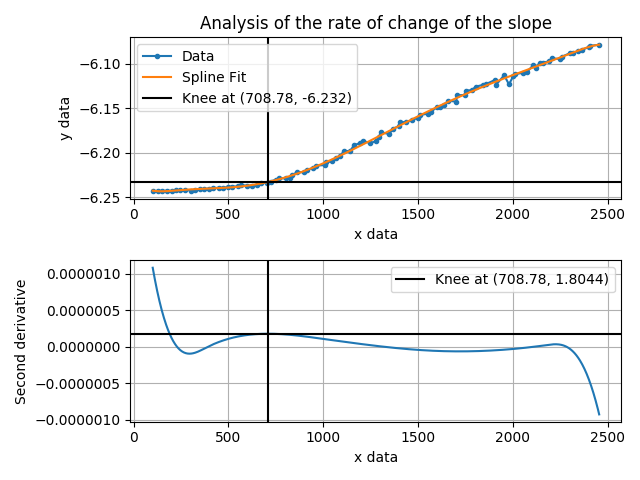 Analysis of the rate of change of the slope
Data
Spline Fit
Knee at (708.78, -6.232)
y data
−6.10
−6.15
−6.20
−6.25
0
500
1000
1500
2000
2500
x data
Knee at (708.78, 1.8044)
Second derivative
0.0000010
0.0000005
0.0000000
−0.0000005
−0.0000010
0
500
1000
1500
2000
2500
x data